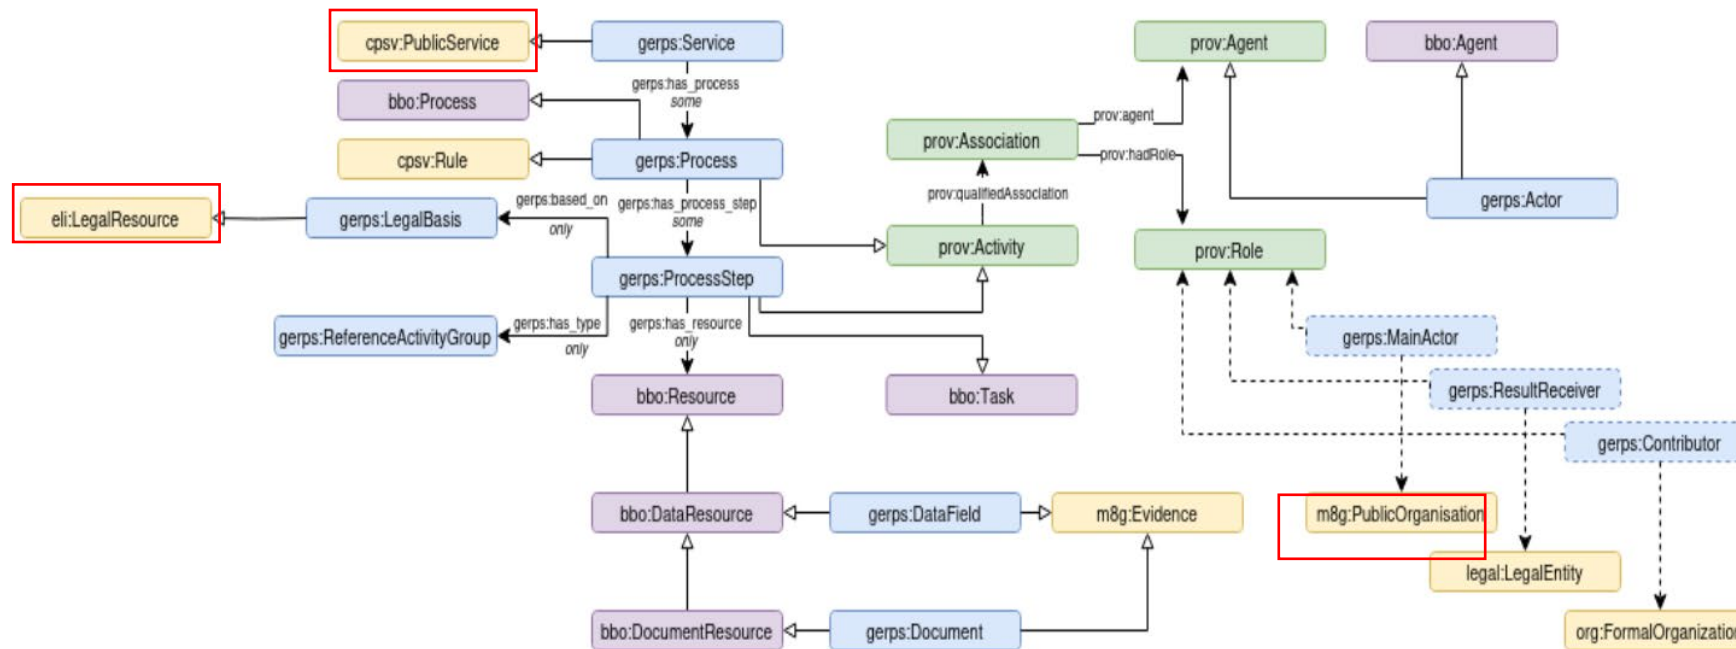 cpsv:PublicService
gerps:Service
prov:Agent
bbo:Agent
gerps:has_process
some
bbo:Process
prov:agent
prov:Association
cpsv:Rule
gerps:Process
prov:hadRole
prov:qualifiedAssociation
gerps:based_on
only
gerps:has_process_step
some
gerps:Actor
eli:LegalResource
gerps:LegalBasis
prov:Activity
prov:Role
gerps:ProcessStep
gerps:ReferenceActivityGroup
gerps:has_type
only
gerps:has_resource
only
gerps:MainActor
bbo:Resource
bbo:Task
gerps:ResultReceiver
gerps:Contributor
bbo:DataResource
gerps:DataField
m8g:Evidence
m8g:PublicOrganisation
legal:LegalEntity
bbo:DocumentResource
gerps:Document
org:FormalOrganizatio